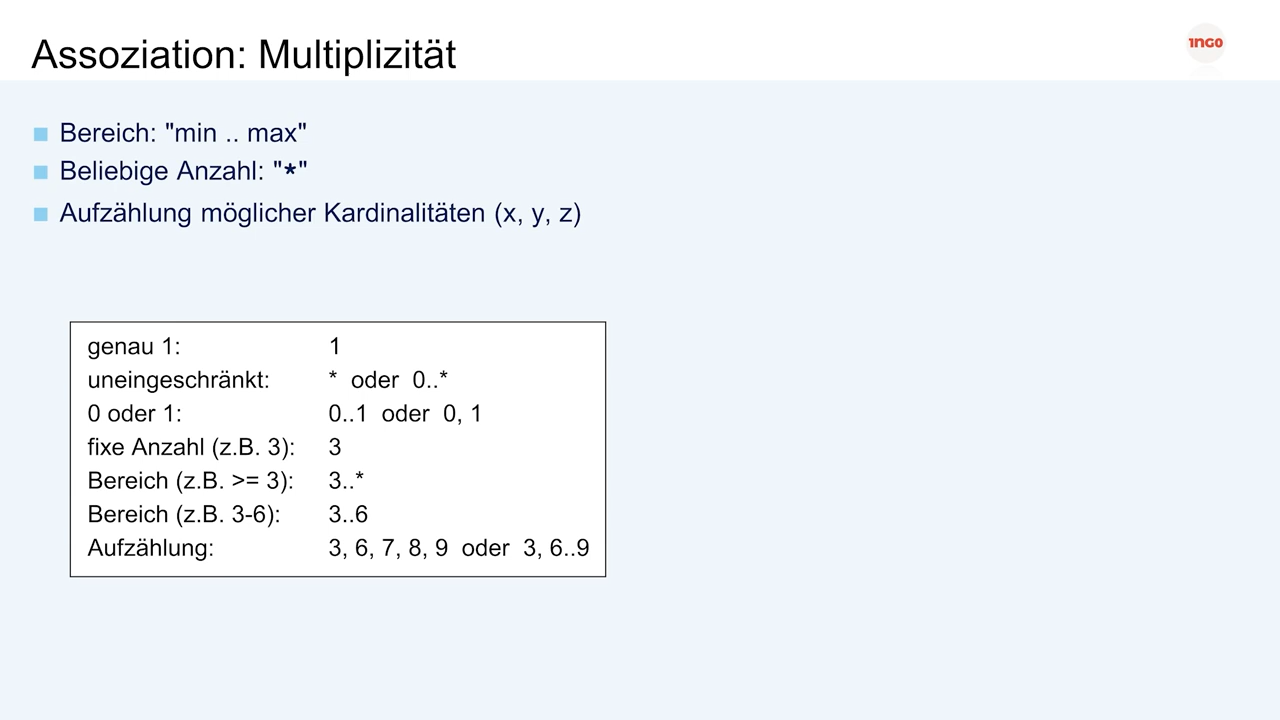 Assoziation: Multiplizität
1NGO
Bereich: "min .. max"
Beliebige Anzahl: "*"
Aufzählung möglicher Kardinalitäten (x, y, z)
genau 1: 1
uneingeschränkt: * oder 0..*
0 oder 1: 0..1 oder 0, 1
fixe Anzahl (z.B. 3): 3
Bereich (z.B. >= 3): 3..*
Bereich (z.B. 3-6): 3..6
Aufzählung: 3, 6, 7, 8, 9 oder 3, 6..9